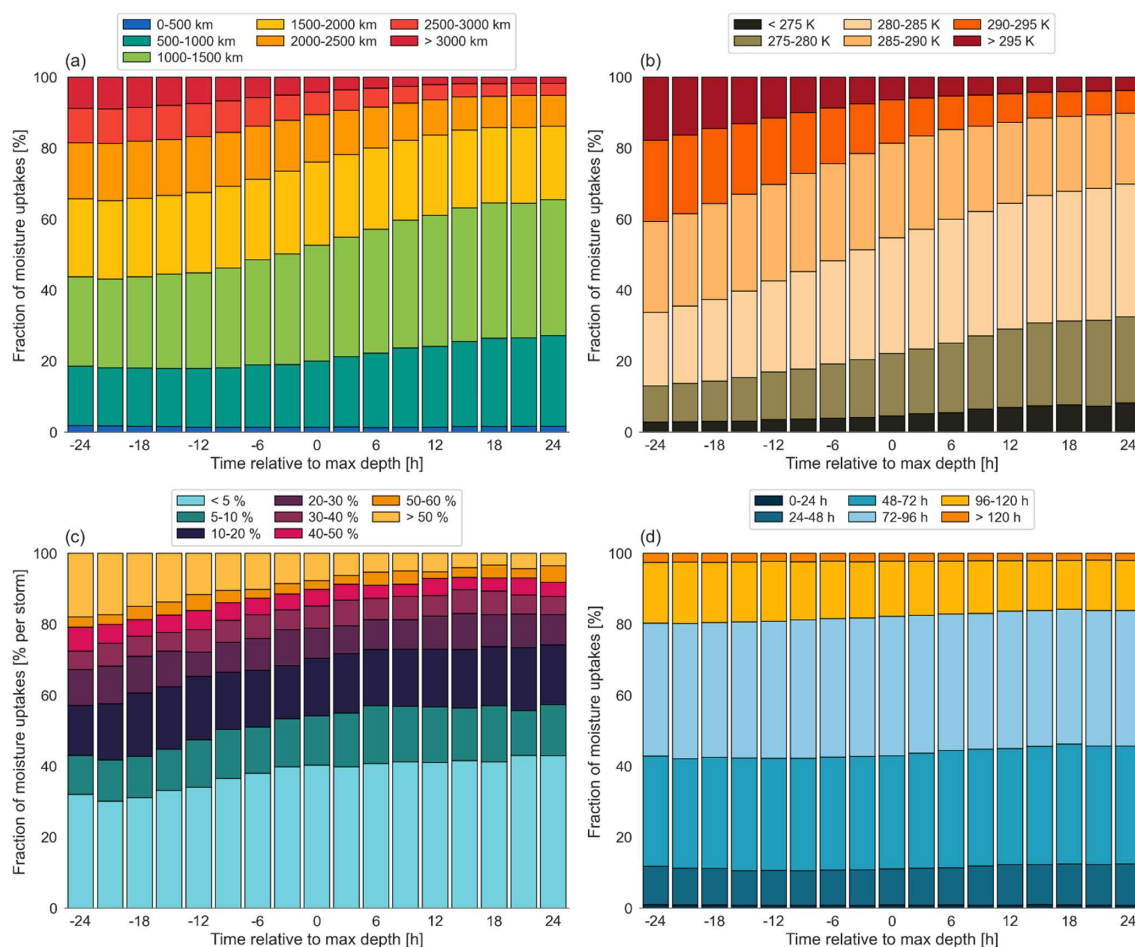 0-500 km
500-1000 km
1000-1500 km
1500-2000 km
2000-2500 km
2500-3000 km
> 3000 km
(a)
100
80
60
40
20
0
Fraction of moisture uptakes [%]
-24 -18 -12 -6 0 6 12 18 24
Time relative to max depth [h]
< 275 K
275-280 K
280-285 K
285-290 K
290-295 K
> 295 K
(b)
100
80
60
40
20
0
Fraction of moisture uptakes [%]
-24 -18 -12 -6 0 6 12 18 24
Time relative to max depth [h]
< 5 %
5-10 %
10-20 %
20-30 %
30-40 %
40-50 %
50-60 %
> 50 %
(c)
100
80
60
40
20
0
Fraction of moisture uptakes [% per storm]
-24 -18 -12 -6 0 6 12 18 24
Time relative to max depth [h]
0-24 h
24-48 h
48-72 h
72-96 h
96-120 h
> 120 h
(d)
100
80
60
40
20
0
Fraction of moisture uptakes [%]
-24 -18 -12 -6 0 6 12 18 24
Time relative to max depth [h]